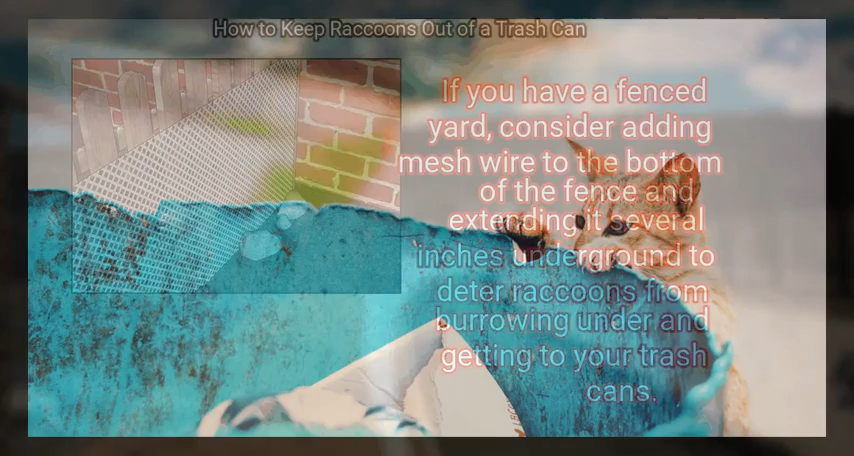 How to Keep Raccoons Out of a Trash Can
If you have a fenced
yard, consider adding
mesh wire to the bottom
of the fence and
extending it several
inches underground to
deter raccoons from
burrowing under and
getting to your trash
cans.